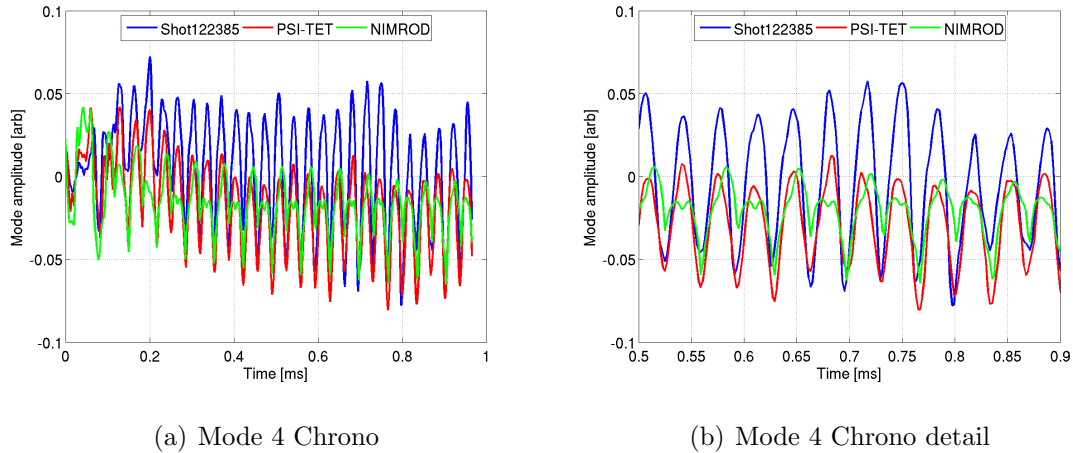 Shot122385 PSI-TET NIMROD
0.1
0.05
0
-0.05
-0.1
Mode amplitude [arb]
0 0.2 0.4 0.6 0.8 1
Time [ms]
(a) Mode 4 Chrono
Shot122385 PSI-TET NIMROD
0.1
0.05
0
-0.05
-0.1
Mode amplitude [arb]
0.5 0.55 0.6 0.65 0.7 0.75 0.8 0.85 0.9
Time [ms]
(b) Mode 4 Chrono detail